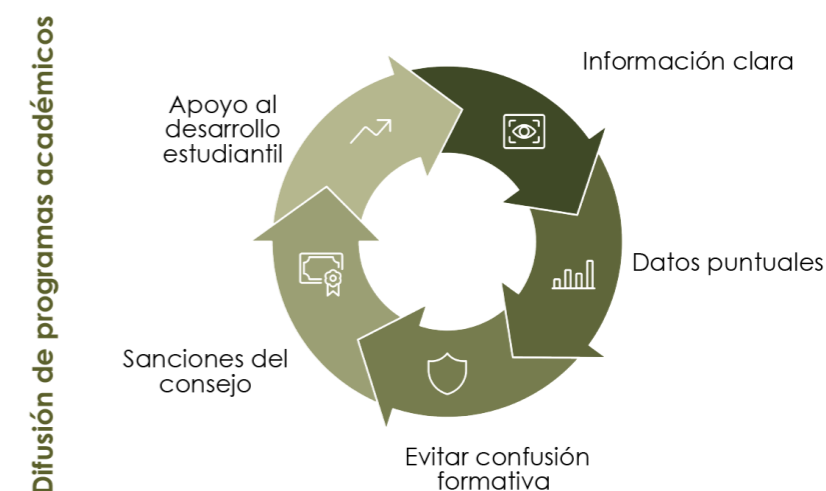 Difusión de programas académicos
Información clara
Datos puntuales
Evitar confusión
formativa
Sanciones del
consejo
Apoyo al
desarrollo
estudiantil